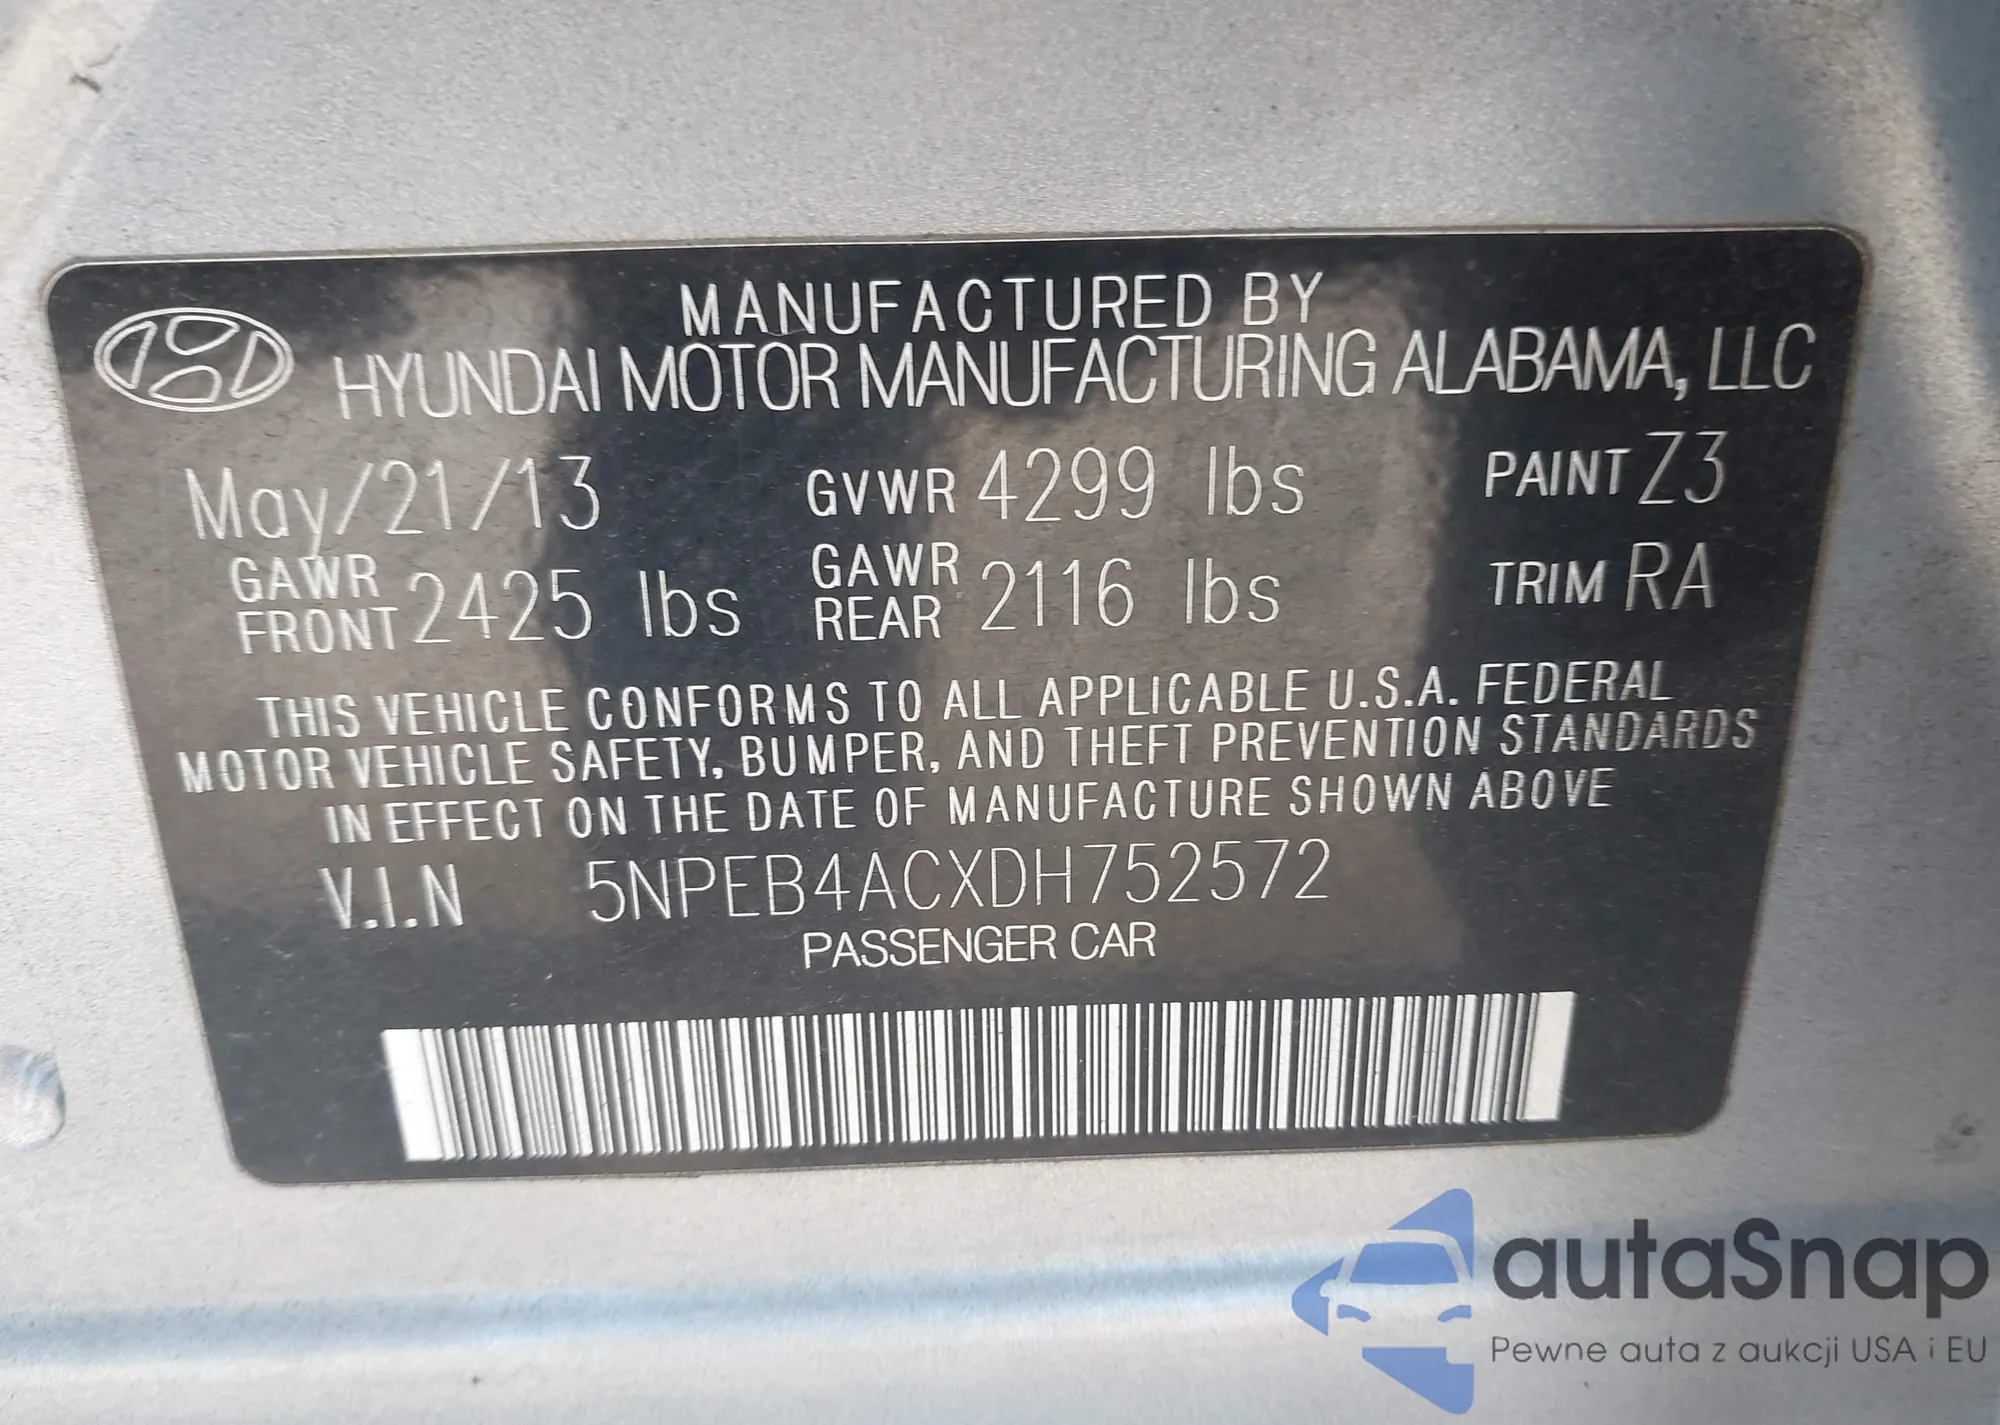 MANUFACTURED BY
HYUNDAI MOTOR MANUFACTURING ALABAMA, LLC
May/21/13 GVWR 4299 lbs PAINT Z3
GAWR FRONT 2425 lbs GAWR REAR 2116 lbs TRIM RA
THIS VEHICLE CONFORMS TO ALL APPLICABLE U.S.A. FEDERAL
MOTOR VEHICLE SAFETY, BUMPER, AND THEFT PREVENTION STANDARDS
IN EFFECT ON THE DATE OF MANUFACTURE SHOWN ABOVE
V.I.N 5NPEB4ACXDH752572
PASSENGER CAR
autaSnap
Pewne auta z aukcji USA i EU